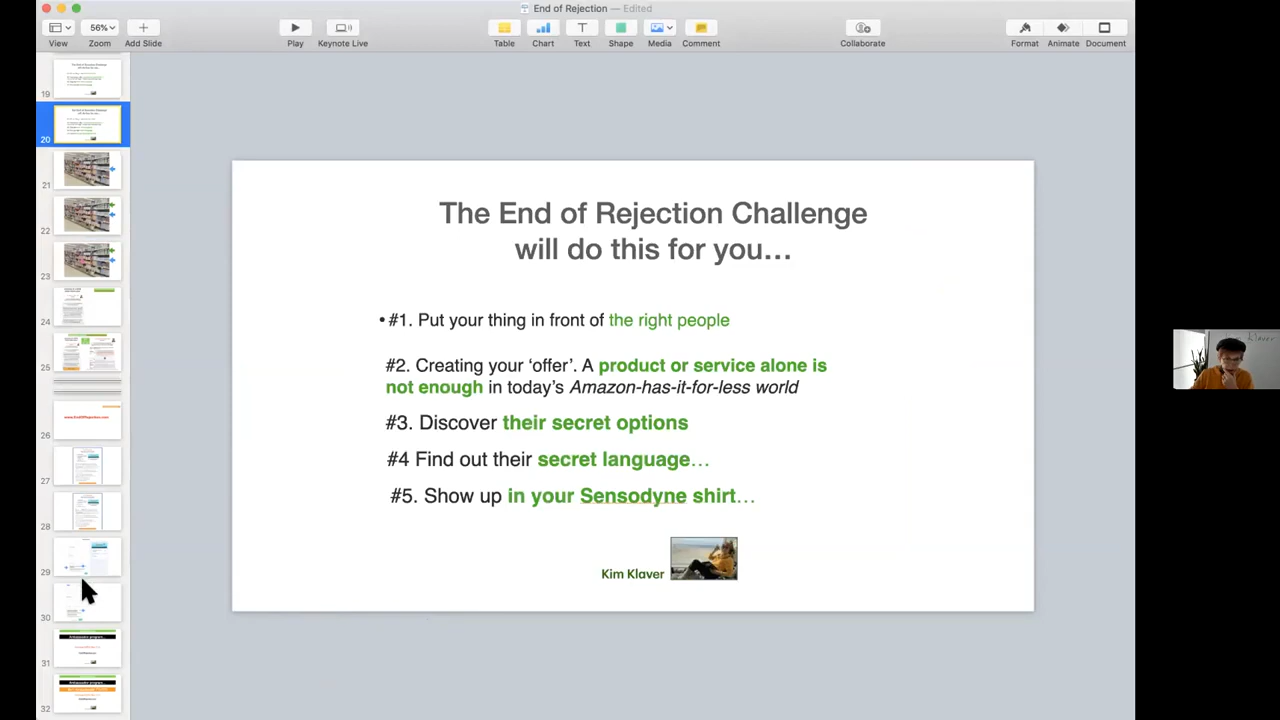 End of Rejection — Edited
56%
View Zoom Add Slide Play Keynote Live Table Chart Text Shape Media Comment Collaborate Format Animate Document
The End of Rejection Challenge
will do this for you…
• #1. Put your thing in front of the right people
#2. Creating your ‘offer’. A product or service alone is
not enough in today’s Amazon-has-it-for-less world
#3. Discover their secret options
#4 Find out their secret language…
#5. Show up in your Sensodyne shirt…
Kim Klaver
19
20
21
22
23
24
25
26
27
28
29
30
31
32